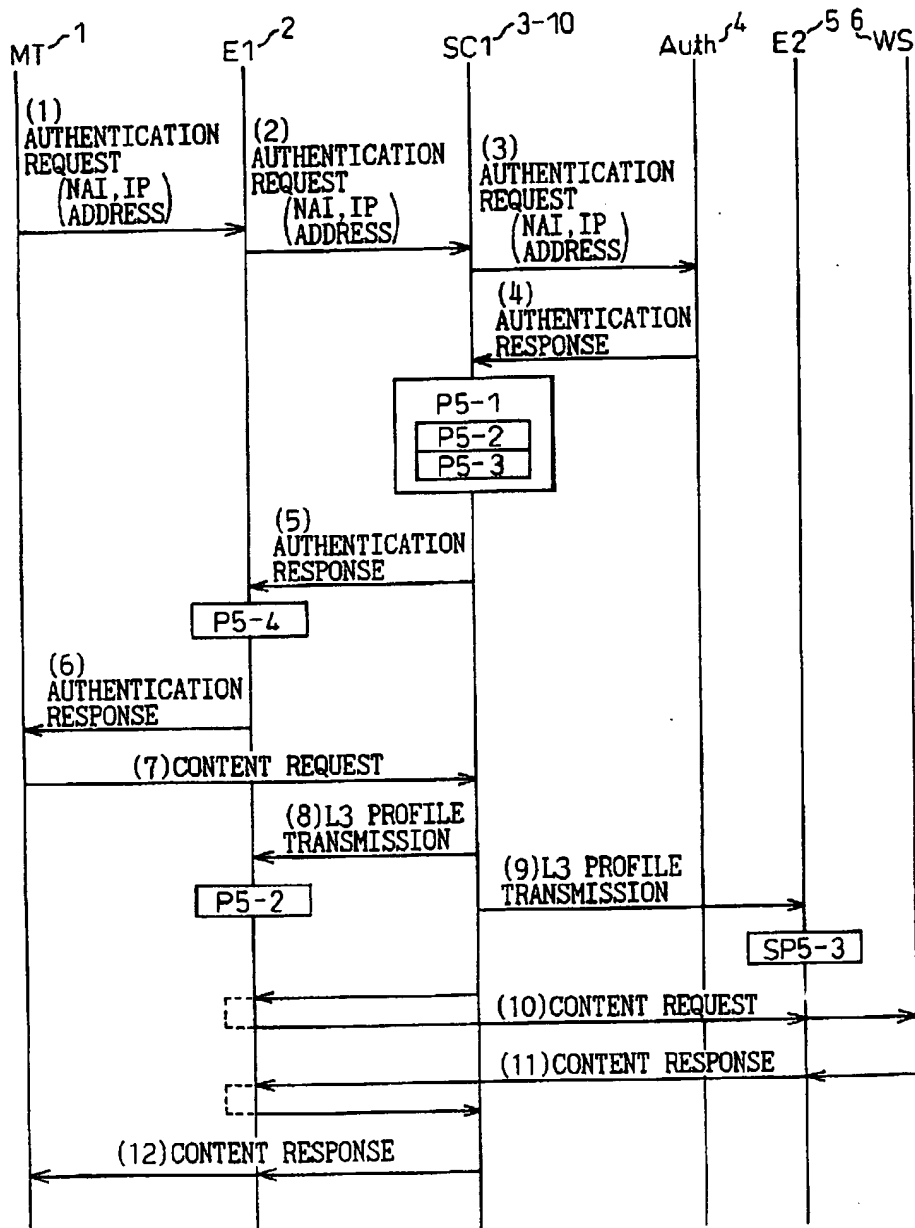 MT 1 E1 2 SC1 3-10 Auth 4 E2 5 6 WS
(1)
AUTHENTICATION
REQUEST
(NAI, IP
ADDRESS)
(2)
AUTHENTICATION
REQUEST
(NAI, IP
ADDRESS)
(3)
AUTHENTICATION
REQUEST
(NAI, IP
ADDRESS)
(4)
AUTHENTICATION
RESPONSE
P5-1
P5-2
P5-3
(5)
AUTHENTICATION
RESPONSE
P5-4
(6)
AUTHENTICATION
RESPONSE
(7)CONTENT REQUEST
(8)L3 PROFILE
TRANSMISSION
P5-2
(9)L3 PROFILE
TRANSMISSION
SP5-3
(10)CONTENT REQUEST
(11)CONTENT RESPONSE
(12)CONTENT RESPONSE